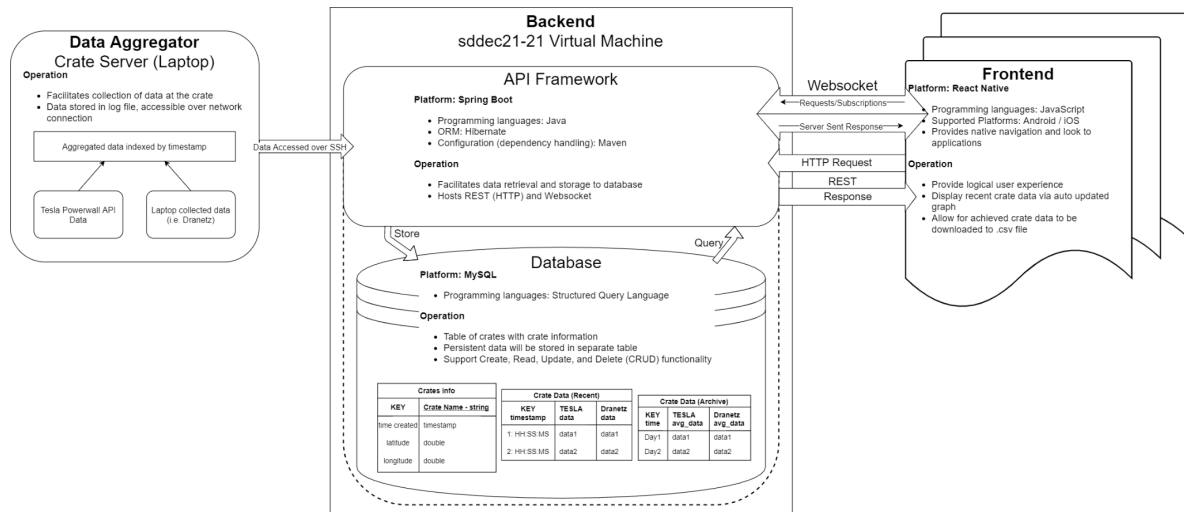 Data Aggregator
Crate Server (Laptop)
Operation
Facilitates collection of data at the crate
Data stored in log file, accessible over network
connection
Aggregated data indexed by timestamp
Tesla Powerwall API
Data
Laptop collected data
(i.e. Dranetz)
Data Accessed over SSH
Backend
sddec21-21 Virtual Machine
API Framework
Platform: Spring Boot
Programming languages: Java
ORM: Hibernate
Configuration (dependency handling): Maven
Operation
Facilitates data retrieval and storage to database
Hosts REST (HTTP) and Websocket
Store
Query
Database
Platform: MySQL
Programming languages: Structured Query Language
Operation
Table of crates with crate information
Persistent data will be stored in separate table
Support Create, Read, Update, and Delete (CRUD) functionality
Crates Info
KEY Crate Name - string
time created timestamp
latitude double
longitude double
Crate Data (Recent)
KEY TESLA Dranetz
timestamp data data
1: HH:SS:MS data1 data1
2: HH:SS:MS data2 data2
Crate Data (Archive)
KEY TESLA Dranetz
time avg_data avg_data
Day1 data1 data1
Day2 data2 data2
Websocket
Requests/Subscriptions
Server Sent Response
HTTP Request
REST
Response
Frontend
Platform: React Native
Programming languages: JavaScript
Supported Platforms: Android / iOS
Provides native navigation and look to
applications
Operation
Provide logical user experience
Display recent crate data via auto updated
graph
Allow for achieved crate data to be
downloaded to .csv file